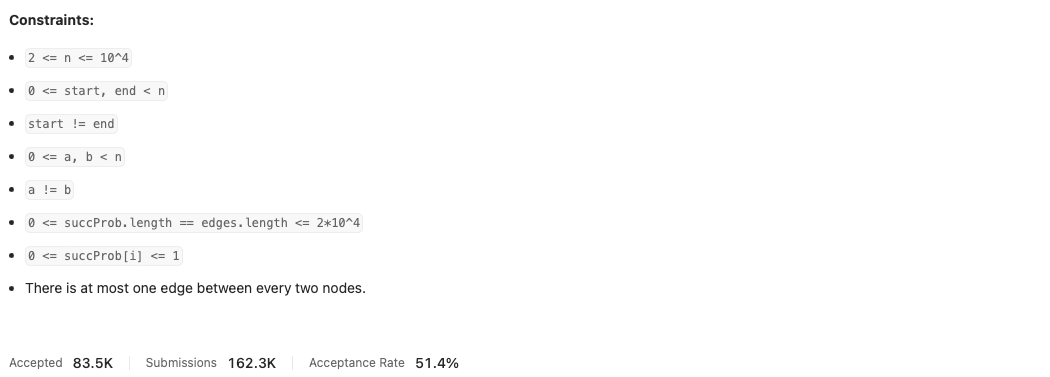 Constraints:
2 <= n <= 10^4
0 <= start, end < n
start != end
0 <= a, b < n
a != b
0 <= succProb.length == edges.length <= 2*10^4
0 <= succProb[i] <= 1
There is at most one edge between every two nodes.
Accepted 83.5K Submissions 162.3K Acceptance Rate 51.4%